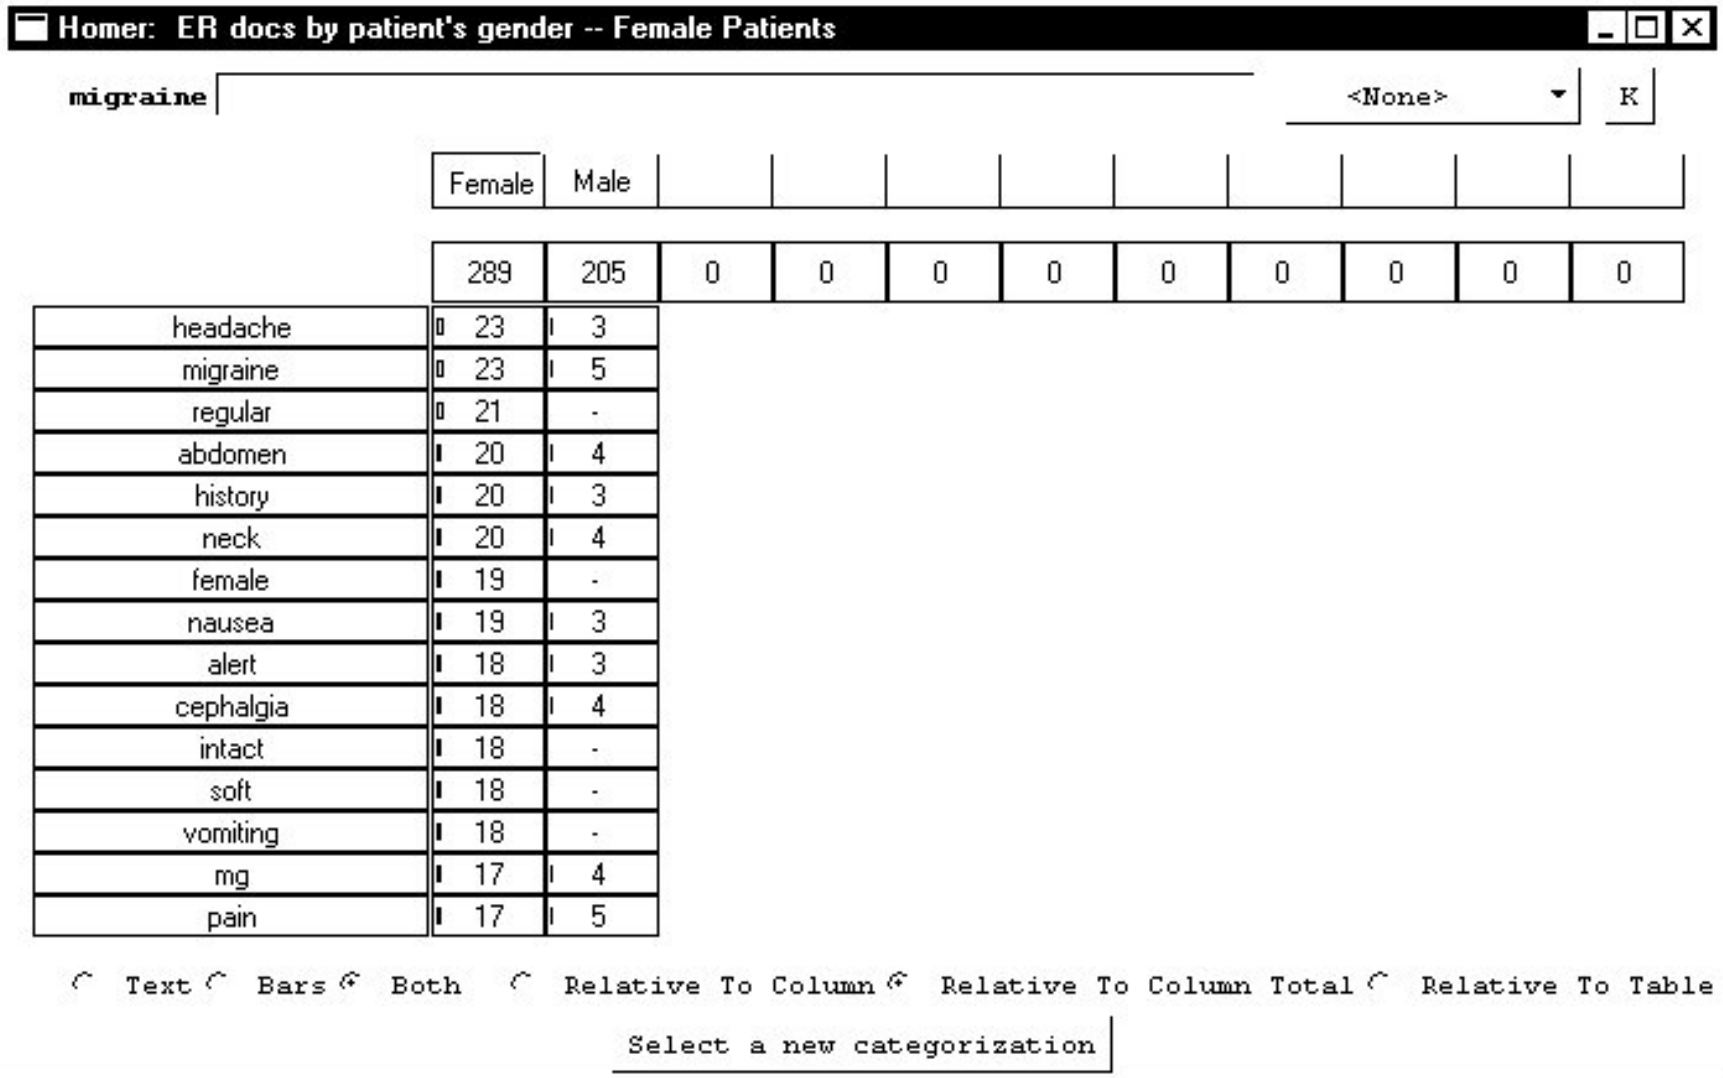 Homer: ER docs by patient's gender -- Female Patients
migraine <None> K
Female Male
289 205 0 0 0 0 0 0 0 0 0
headache 23 3
migraine 23 5
regular 21 -
abdomen 20 4
history 20 3
neck 20 4
female 19 -
nausea 19 3
alert 18 3
cephalgia 18 4
intact 18 -
soft 18 -
vomiting 18 -
mg 17 4
pain 17 5
Text Bars Both Relative To Column Relative To Column Total Relative To Table
Select a new categorization